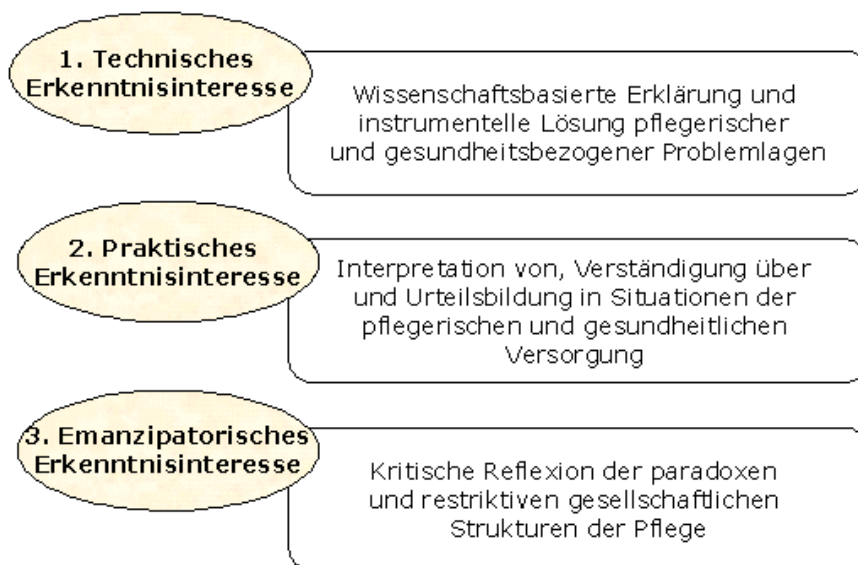 1. Technisches
Erkenntnisinteresse
Wissenschaftsbasierte Erklärung und
instrumentelle Lösung pflegerischer
und gesundheitsbezogener Problemlagen
2. Praktisches
Erkenntnisinteresse
Interpretation von, Verständigung über
und Urteilsbildung in Situationen der
pflegerischen und gesundheitlichen
Versorgung
3. Emanzipatorisches
Erkenntnisinteresse
Kritische Reflexion der paradoxen
und restriktiven gesellschaftlichen
Strukturen der Pflege